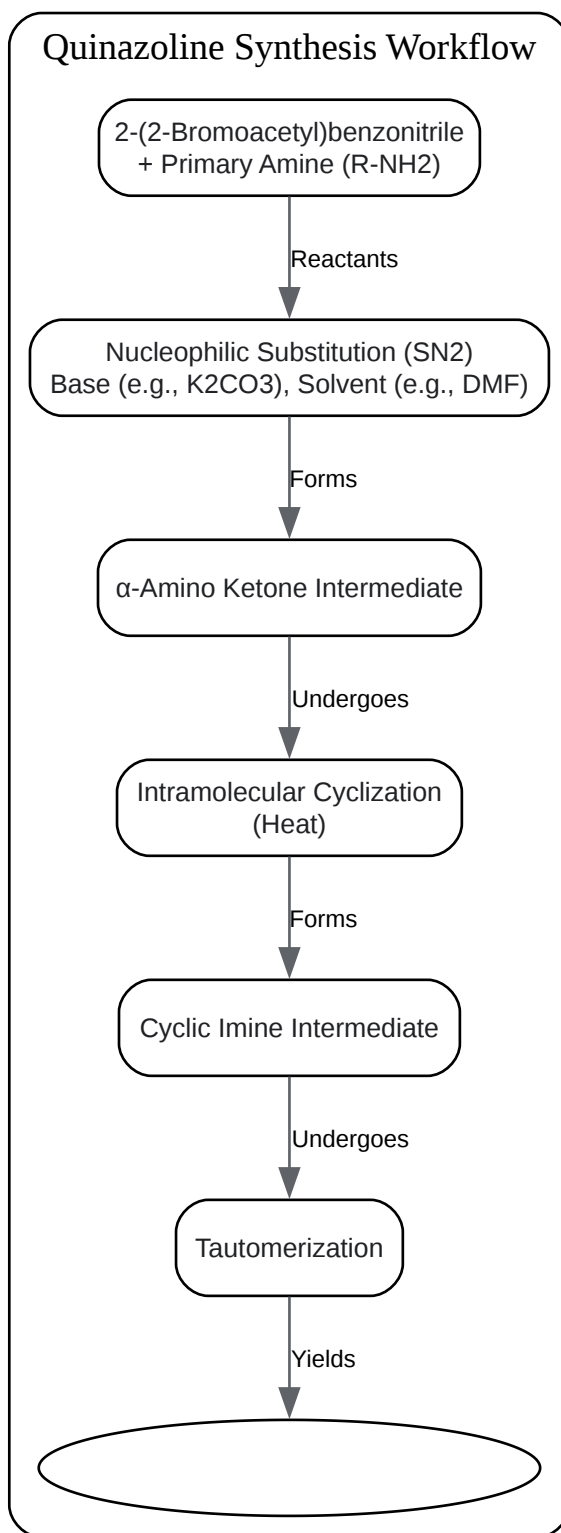 Quinazoline Synthesis Workflow
2-(2-Bromoacetyl)benzonitrile
+ Primary Amine (R-NH2)
Reactants
Nucleophilic Substitution (SN2)
Base (e.g., K2CO3), Solvent (e.g., DMF)
Forms
α-Amino Ketone Intermediate
Undergoes
Intramolecular Cyclization
(Heat)
Forms
Cyclic Imine Intermediate
Undergoes
Tautomerization
Yields